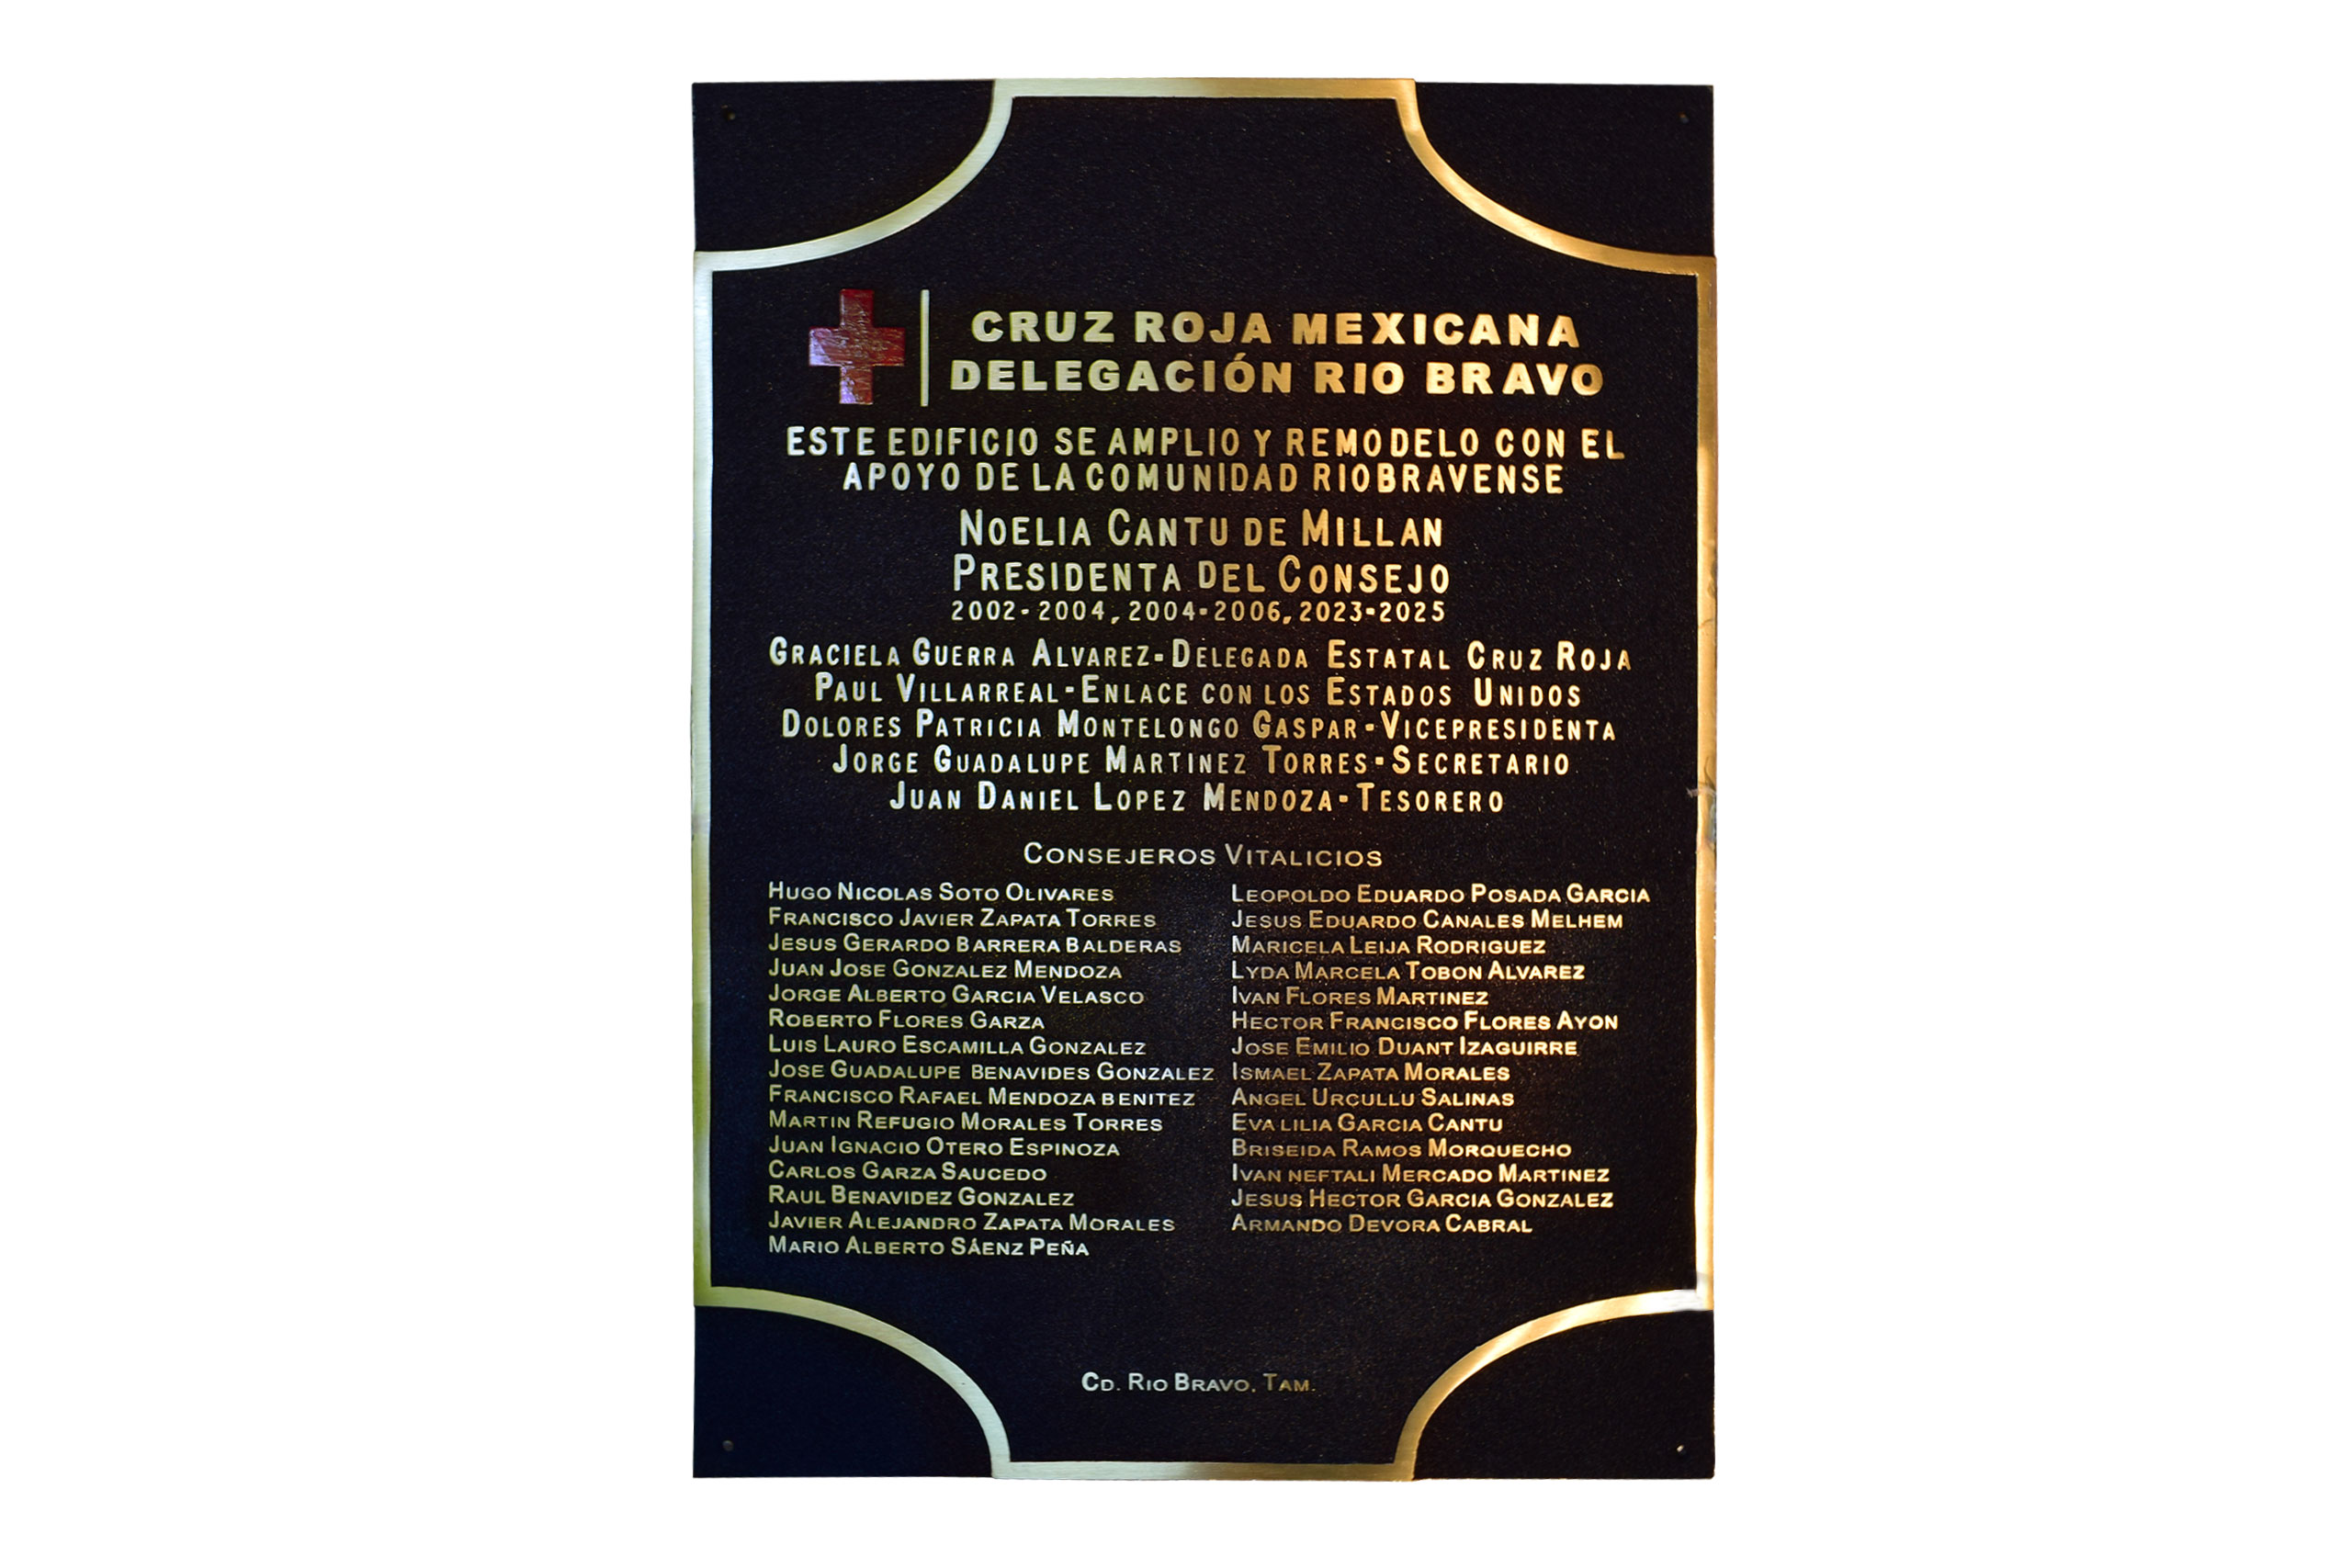 CRUZ ROJA MEXICANA
DELEGACIÓN RIO BRAVO
ESTE EDIFICIO SE AMPLIO Y REMODELO CON EL
APOYO DE LA COMUNIDAD RIOBRAVENSE
NOELIA CANTU DE MILLAN
PRESIDENTA DEL CONSEJO
2002-2004, 2004-2006, 2023-2025
GRACIELA GUERRA ALVAREZ-DELEGADA ESTATAL CRUZ ROJA
PAUL VILLARREAL-ENLACE CON LOS ESTADOS UNIDOS
DOLORES PATRICIA MONTELONGO GASPAR-VICEPRESIDENTA
JORGE GUADALUPE MARTINEZ TORRES-SECRETARIO
JUAN DANIEL LOPEZ MENDOZA-TESORERO
CONSEJEROS VITALICIOS
HUGO NICOLAS SOTO OLIVARES
FRANCISCO JAVIER ZAPATA TORRES
JESUS GERARDO BARRERA BALDERAS
JUAN JOSE GONZALEZ MENDOZA
JORGE ALBERTO GARCIA VELASCO
ROBERTO FLORES GARZA
LUIS LAURO ESCAMILLA GONZALEZ
JOSE GUADALUPE BENAVIDES GONZALEZ
FRANCISCO RAFAEL MENDOZA BENITEZ
MARTIN REFUGIO MORALES TORRES
JUAN IGNACIO OTERO ESPINOZA
CARLOS GARZA SAUCEDO
RAUL BENAVIDEZ GONZALEZ
JAVIER ALEJANDRO ZAPATA MORALES
MARIO ALBERTO SÁENZ PEÑA
LEOPOLDO EDUARDO POSADA GARCIA
JESUS EDUARDO CANALES MELHEM
MARICELA LEIJA RODRIGUEZ
LYDA MARCELA TOBON ALVAREZ
IVAN FLORES MARTINEZ
HECTOR FRANCISCO FLORES AYON
JOSE EMILIO DUANT IZAGUIRRE
ISMAEL ZAPATA MORALES
ANGEL URCULLU SALINAS
EVA LILIA GARCIA CANTU
BRISEIDA RAMOS MORQUECHO
IVAN NEFTALI MERCADO MARTINEZ
JESUS HECTOR GARCIA GONZALEZ
ARMANDO DEVORA CABRAL
CD. RIO BRAVO, TAM.